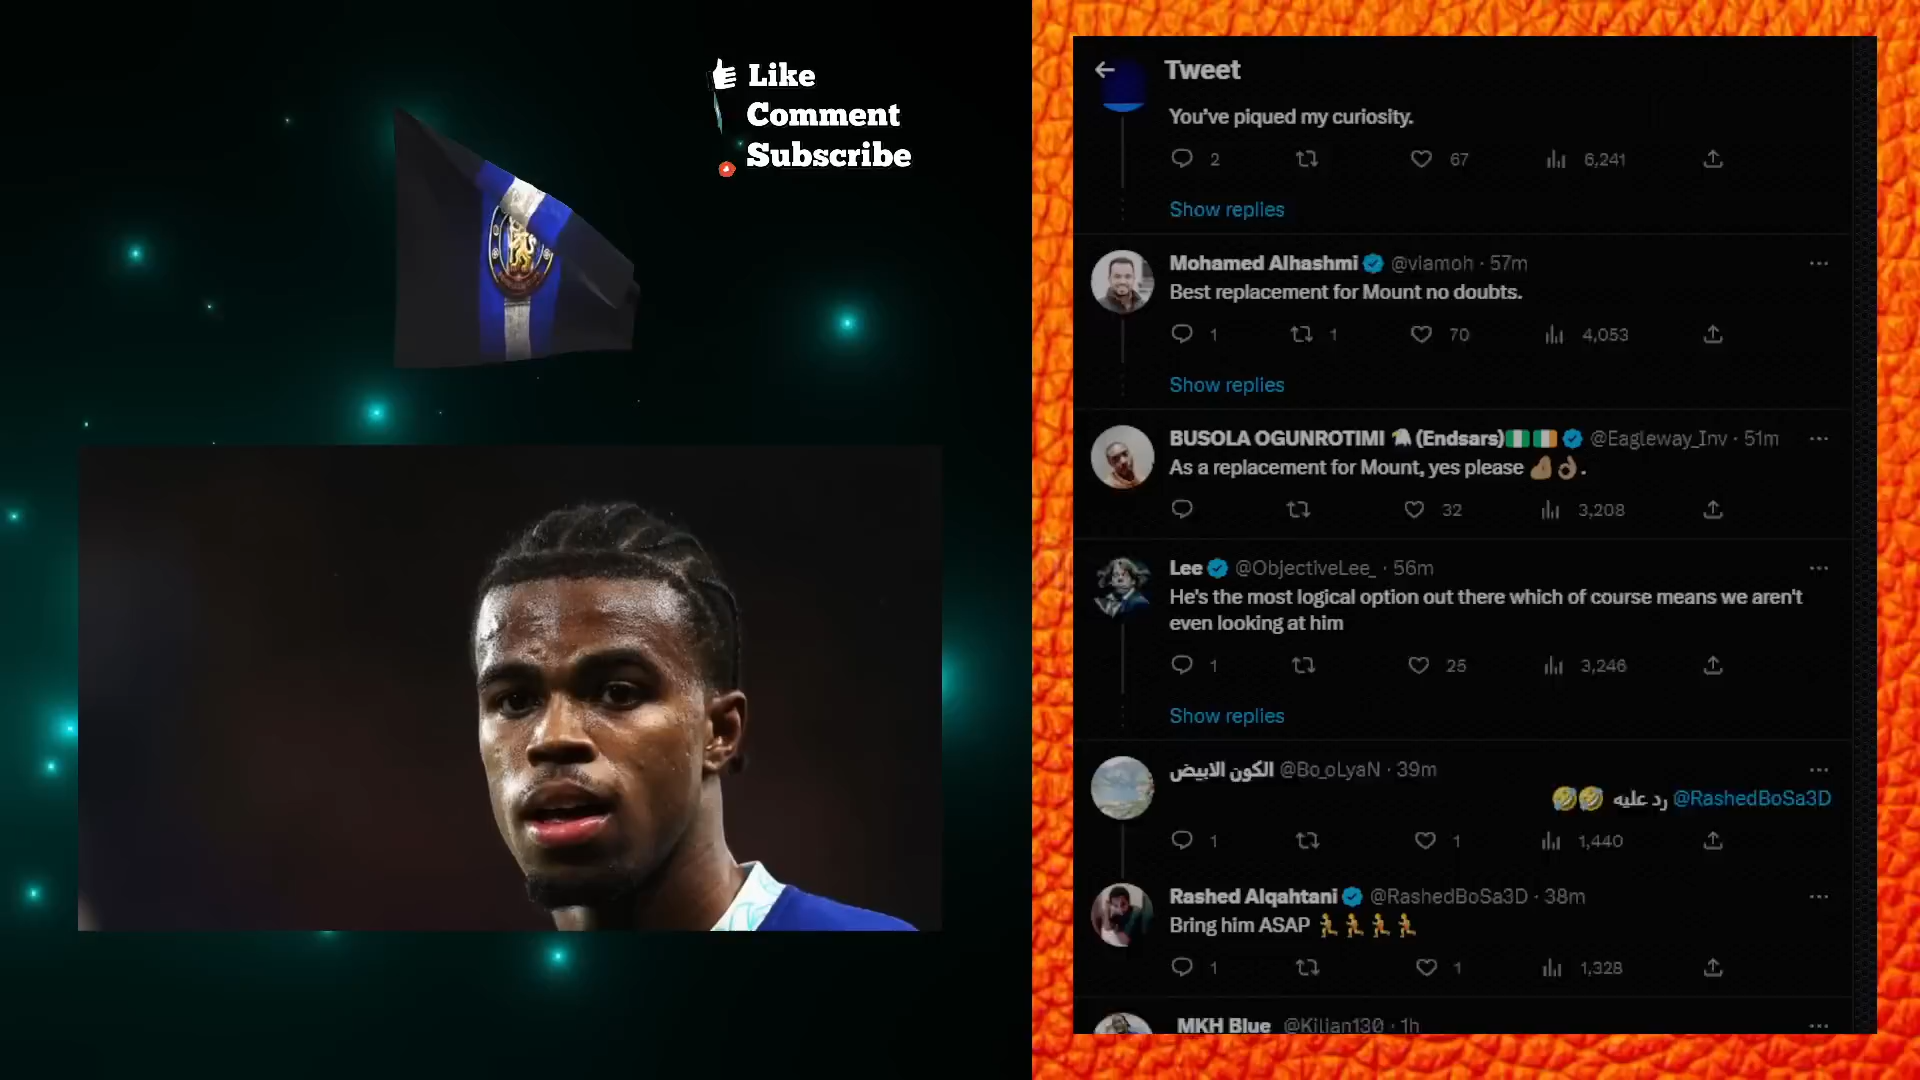 Like
Comment
Subscribe
Tweet
You've piqued my curiosity.
2 67 6,241
Show replies
Mohamed Alhashmi @viamoh · 57m
Best replacement for Mount no doubts.
1 1 70 4,053
Show replies
BUSOLA OGUNROTIMI 🦅 (Endsars)🇳🇬🇮🇪 @Eagleway_Inv · 51m
As a replacement for Mount, yes please 👌🏼.
32 3,208
Lee @ObjectiveLee_ · 56m
He's the most logical option out there which of course means we aren't
even looking at him
1 25 3,246
Show replies
الكون الابيض @Bo_oLyaN · 39m
@RashedBoSa3D رد عليه 🤣🤣
1 1 1,440
Rashed Alqahtani @RashedBoSa3D · 38m
Bring him ASAP 🏃🏃🏃🏃
1 1 1,328
MKH Blue @Kilian130 · 1h